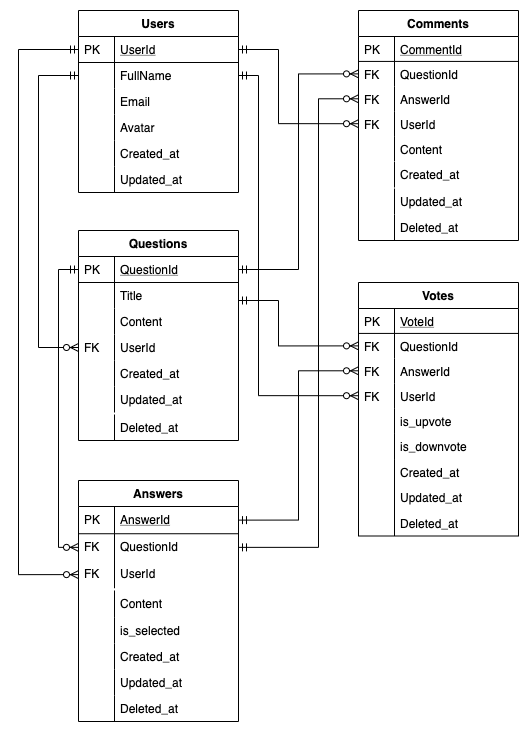 Users
PK UserId
FullName
Email
Avatar
Created_at
Updated_at
Questions
PK QuestionId
Title
Content
FK UserId
Created_at
Updated_at
Deleted_at
Answers
PK AnswerId
FK QuestionId
FK UserId
Content
is_selected
Created_at
Updated_at
Deleted_at
Comments
PK CommentId
FK QuestionId
FK AnswerId
FK UserId
Content
Created_at
Updated_at
Deleted_at
Votes
PK VoteId
FK QuestionId
FK AnswerId
FK UserId
is_upvote
is_downvote
Created_at
Updated_at
Deleted_at